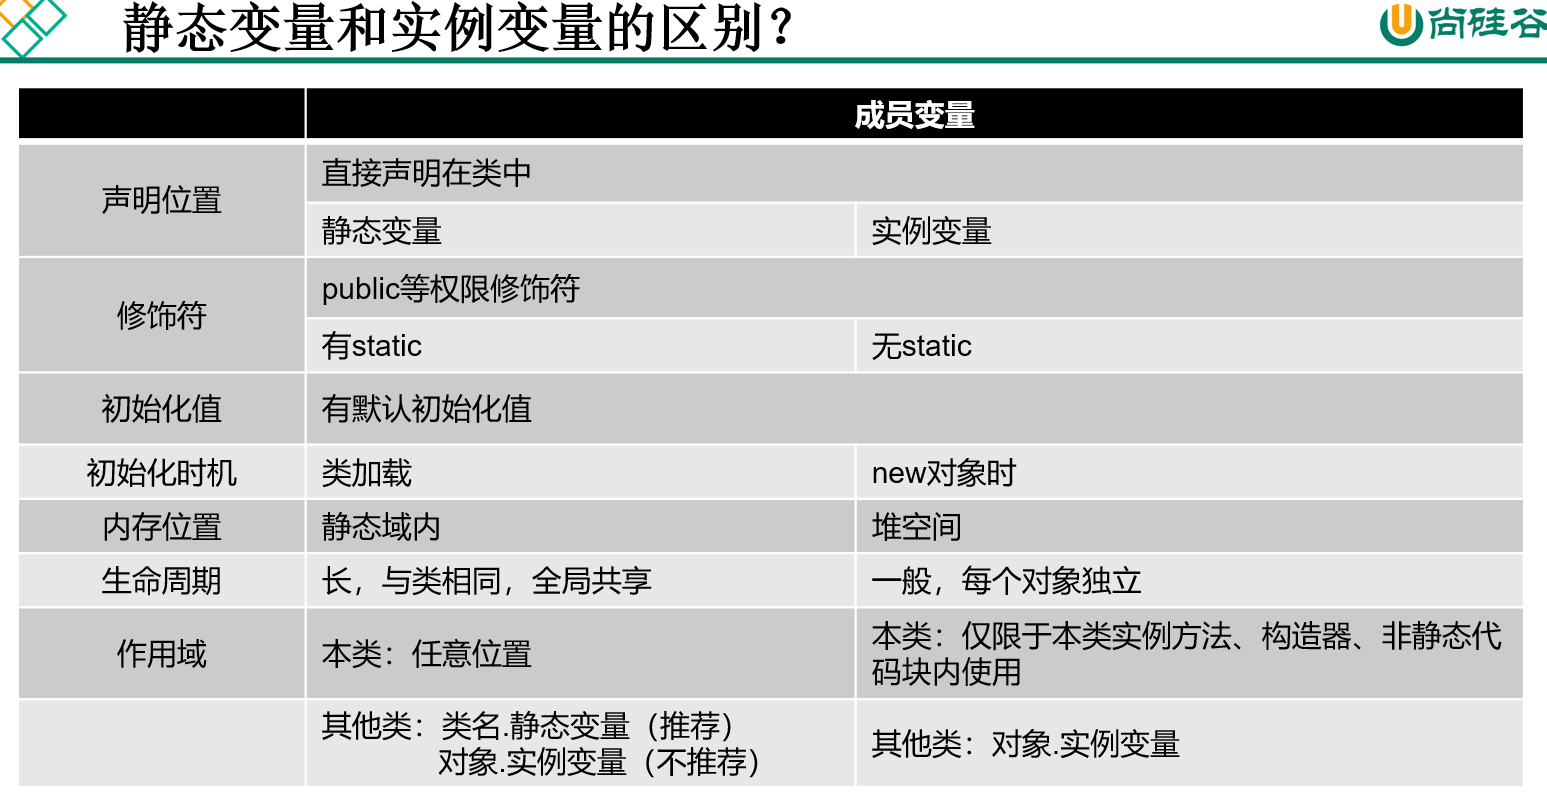 静态变量和实例变量的区别？
尚硅谷
成员变量
声明位置
直接声明在类中
静态变量
实例变量
修饰符
public等权限修饰符
有static
无static
初始化值
有默认初始化值
初始化时机
类加载
new对象时
内存位置
静态域内
堆空间
生命周期
长，与类相同，全局共享
一般，每个对象独立
作用域
本类：任意位置
本类：仅限于本类实例方法、构造器、非静态代
码块内使用
其他类：类名.静态变量（推荐）
对象.实例变量（不推荐）
其他类：对象.实例变量